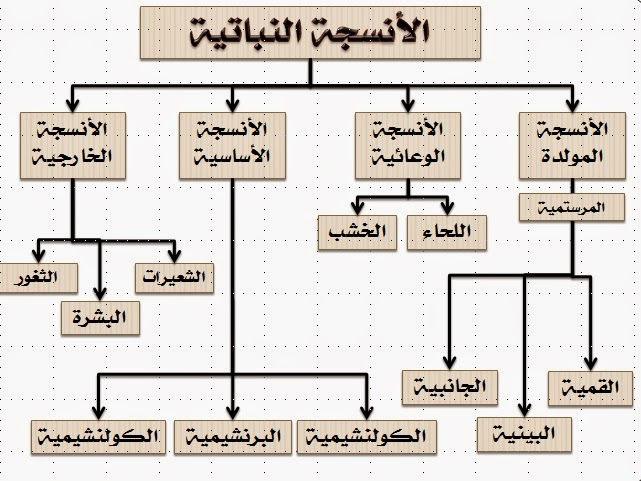 الأنسجة النباتية
الأنسجة
المولدة
الأنسجة
الوعائية
الأنسجة
الأساسية
الأنسجة
الخارجية
المرستمية
اللحاء
الخشب
الشعيرات
الثغور
البشرة
القمية
الجانبية
البينية
الكولنشيمية
البرنشيمية
الكولنشيمية